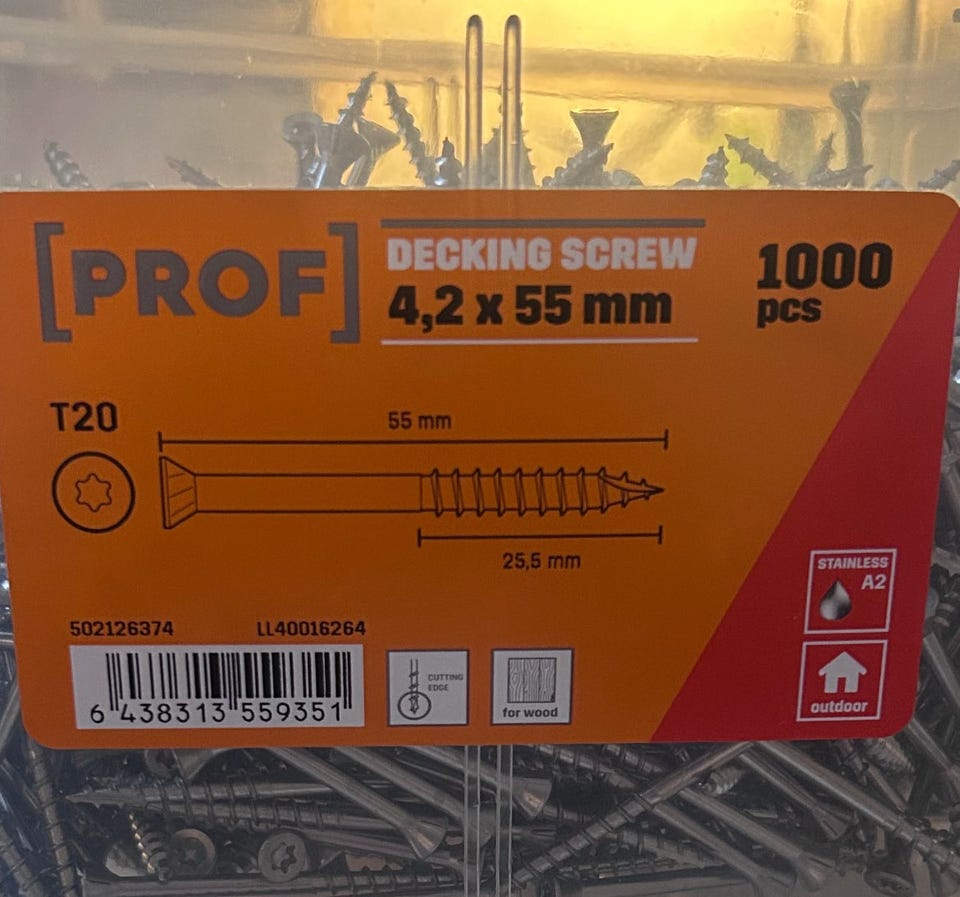 [PROF]
DECKING SCREW
4,2 x 55 mm
1000
pcs
T20
55 mm
25,5 mm
STAINLESS
A2
502126374 LL40016264
6 438313 559351
CUTTING
EDGE
for wood
outdoor